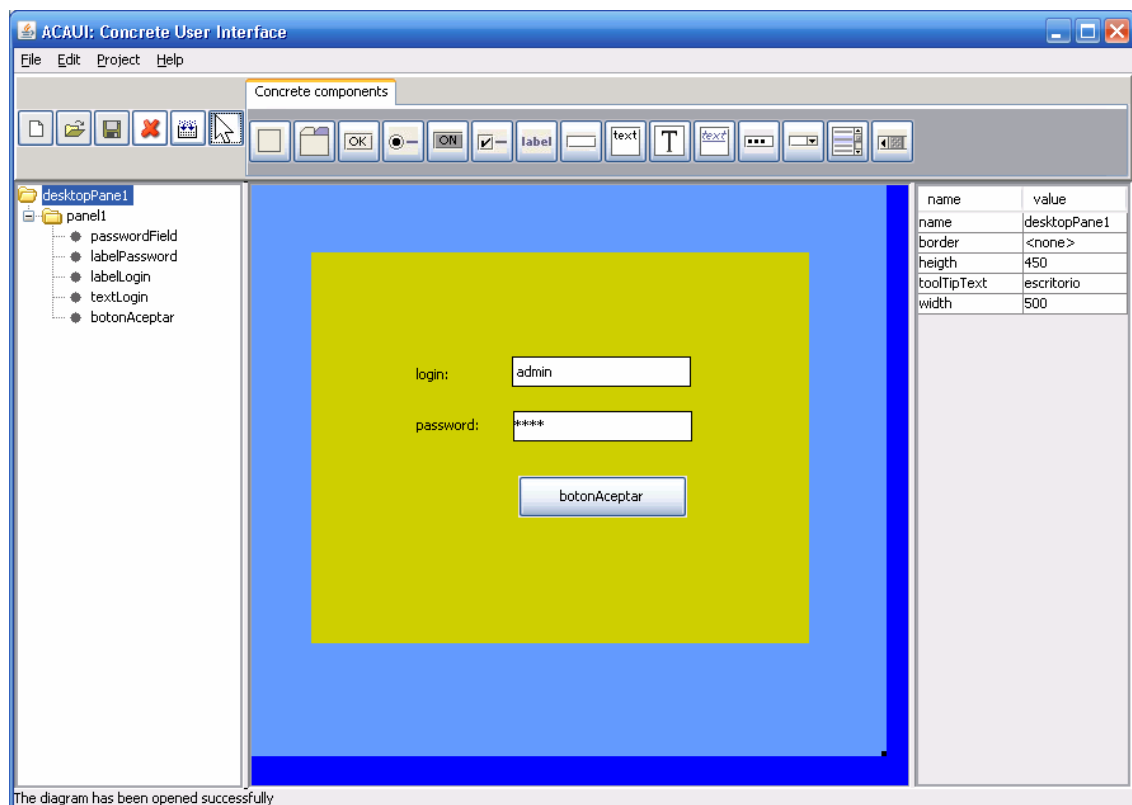 ACAUI: Concrete User Interface
File Edit Project Help
Concrete components
OK ON label text T text
desktopPane1
panel1
passwordField
labelPassword
labelLogin
textLogin
botonAceptar
login: admin
password: ****
botonAceptar
name value
name desktopPane1
border <none>
heigth 450
toolTipText escritorio
width 500
The diagram has been opened successfully